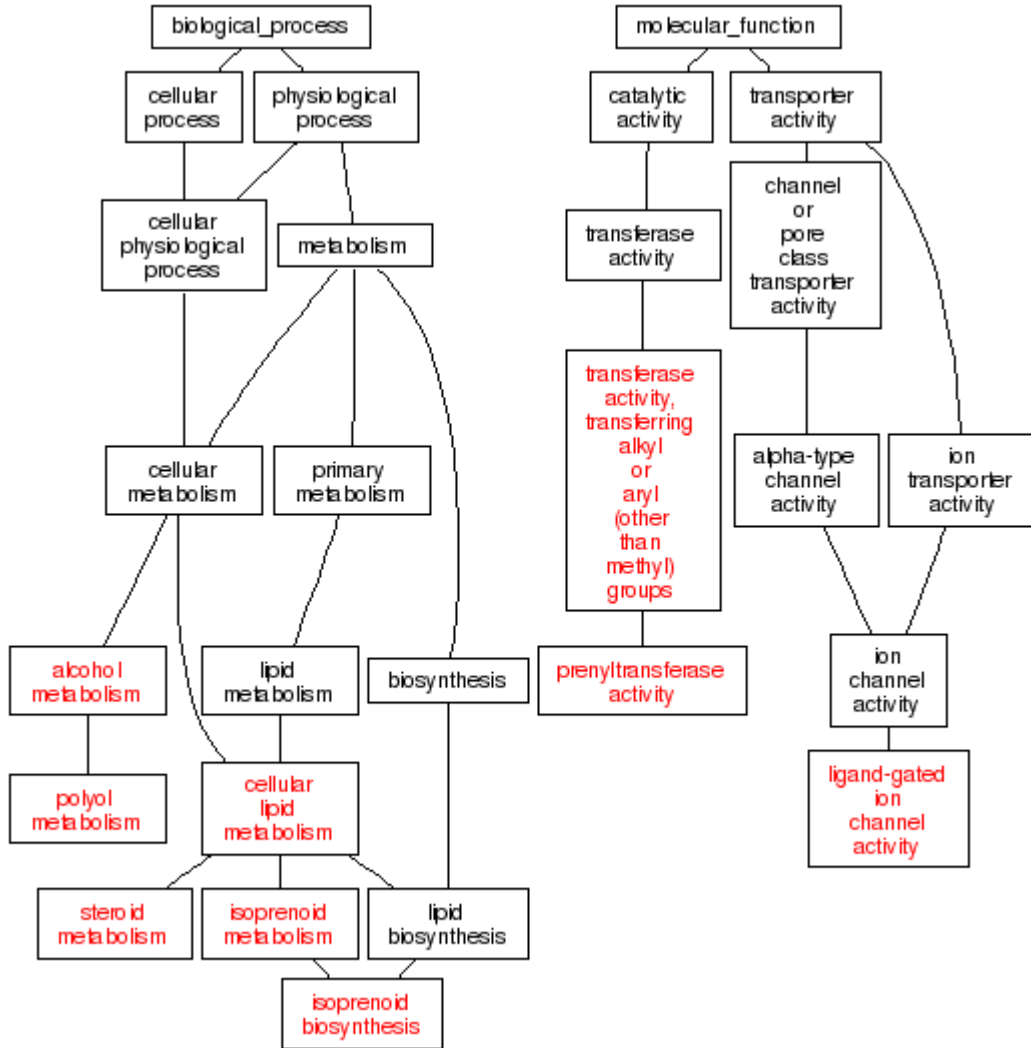 biological_process
molecular_function
cellular
process
physiological
process
catalytic
activity
transporter
activity
cellular
physiological
process
metabolism
transferase
activity
channel
or
pore
class
transporter
activity
cellular
metabolism
primary
metabolism
transferase
activity,
transferring
alkyl
or
aryl
(other
than
methyl)
groups
alpha-type
channel
activity
ion
transporter
activity
alcohol
metabolism
lipid
metabolism
biosynthesis
prenyltransferase
activity
ion
channel
activity
polyol
metabolism
cellular
lipid
metabolism
ligand-gated
ion
channel
activity
steroid
metabolism
isoprenoid
metabolism
lipid
biosynthesis
isoprenoid
biosynthesis